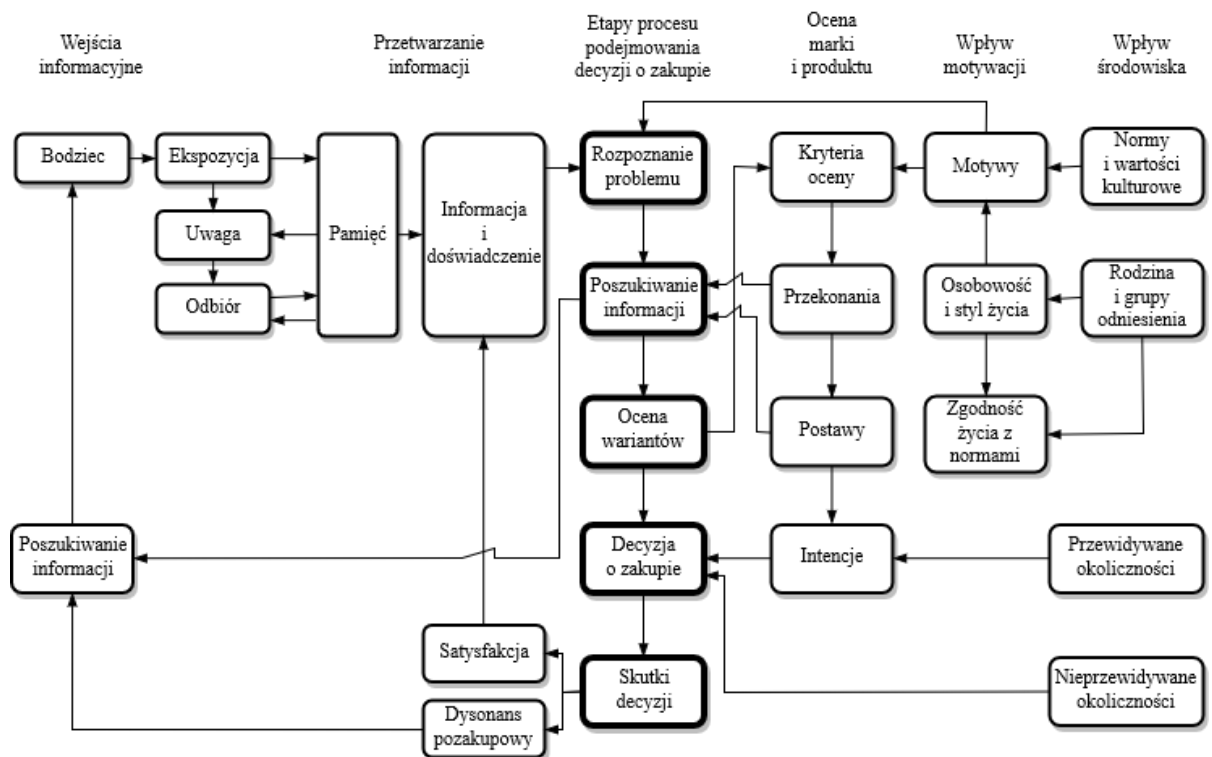 Wejścia
informacyjne
Przetwarzanie
informacji
Etapy procesu
podejmowania
decyzji o zakupie
Ocena
marki
i produktu
Wpływ
motywacji
Wpływ
środowiska
Bodziec
Ekspozycja
Uwaga
Odbiór
Pamięć
Informacja
i
doświadczenie
Rozpoznanie
problemu
Kryteria
oceny
Motywy
Normy
i wartości
kulturowe
Poszukiwanie
informacji
Przekonania
Osobowość
i styl życia
Rodzina
i grupy
odniesienia
Ocena
wariantów
Postawy
Zgodność
życia z
normami
Poszukiwanie
informacji
Decyzja
o zakupie
Intencje
Przewidywane
okoliczności
Satysfakcja
Dysonans
pozakupowy
Skutki
decyzji
Nieprzewidywane
okoliczności